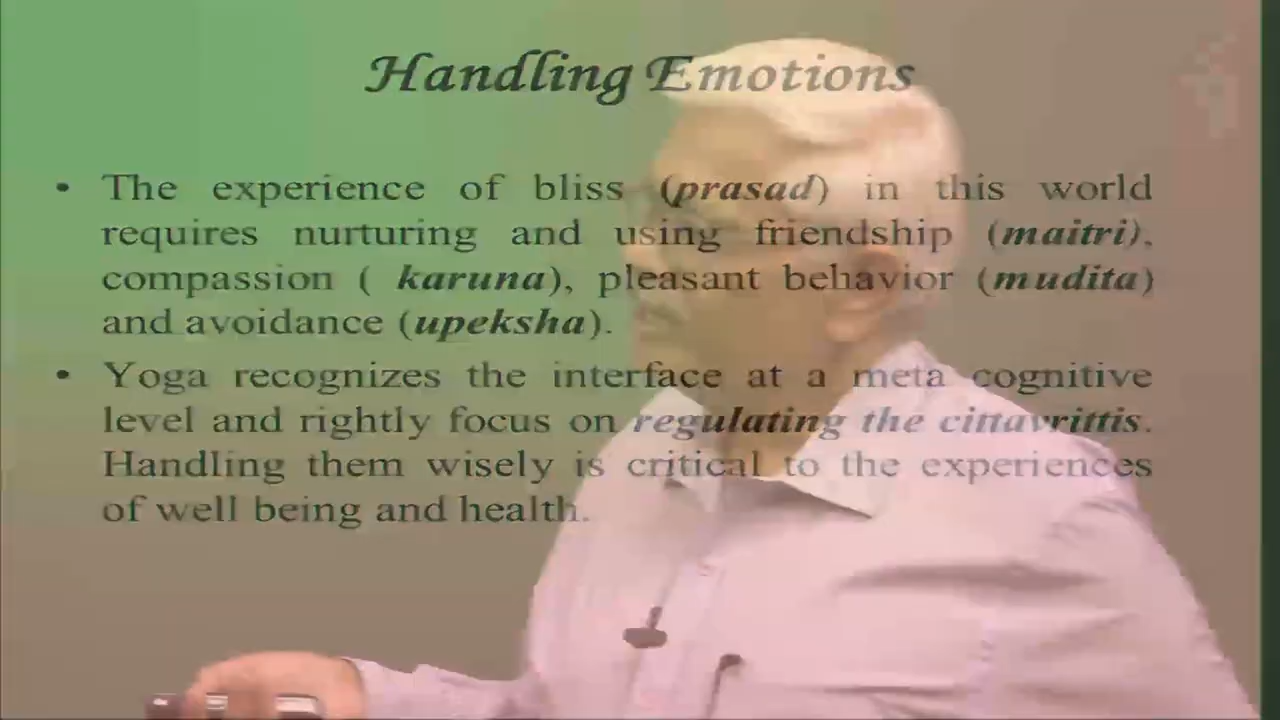 Handling Emotions
• The experience of bliss (prasad) in this world
requires nurturing and using friendship (maitri),
compassion ( karuna), pleasant behavior (mudita)
and avoidance (upeksha).
• Yoga recognizes the interface at a meta cognitive
level and rightly focus on regulating the cittavrittis.
Handling them wisely is critical to the experiences
of well being and health.